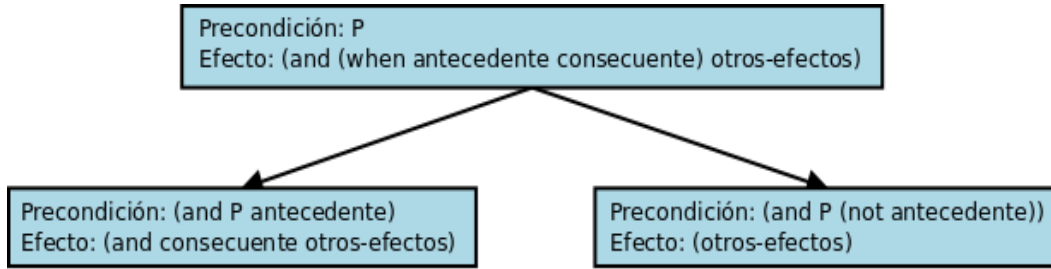 Precondición: P
Efecto: (and (when antecedente consecuente) otros-efectos)
Precondición: (and P antecedente)
Efecto: (and consecuente otros-efectos)
Precondición: (and P (not antecedente))
Efecto: (otros-efectos)